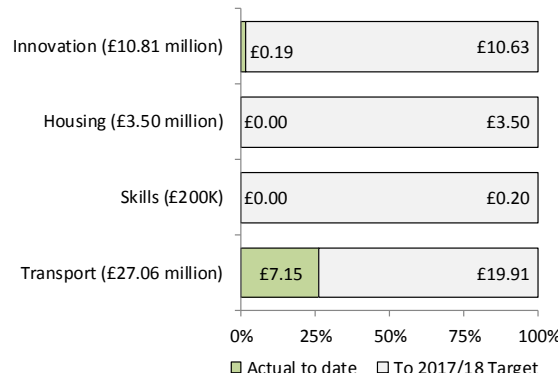 Innovation (£10.81 million) £0.19 £10.63
Housing (£3.50 million) £0.00 £3.50
Skills (£200K) £0.00 £0.20
Transport (£27.06 million) £7.15 £19.91
0% 25% 50% 75% 100%
Actual to date To 2017/18 Target